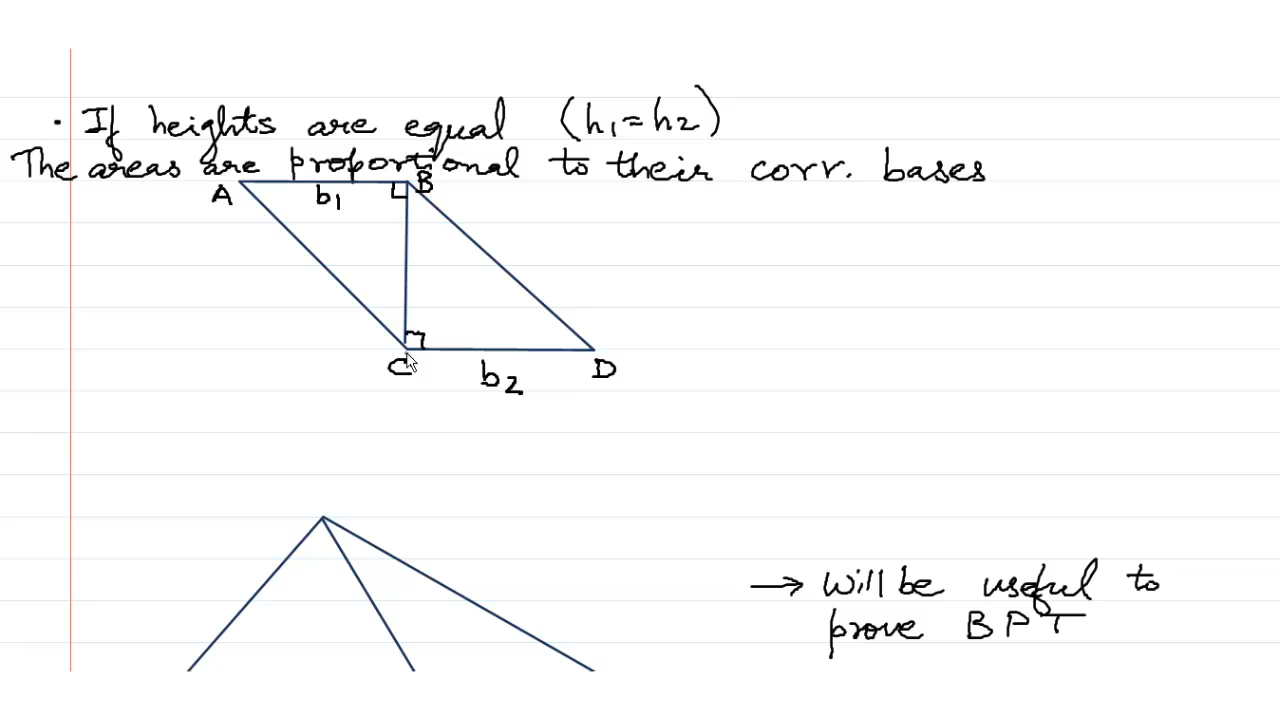 · If heights are equal (h1=h2)
The areas are proportional to their corr. bases
A b1 B
C b2 D
→ Will be useful to
prove BPT